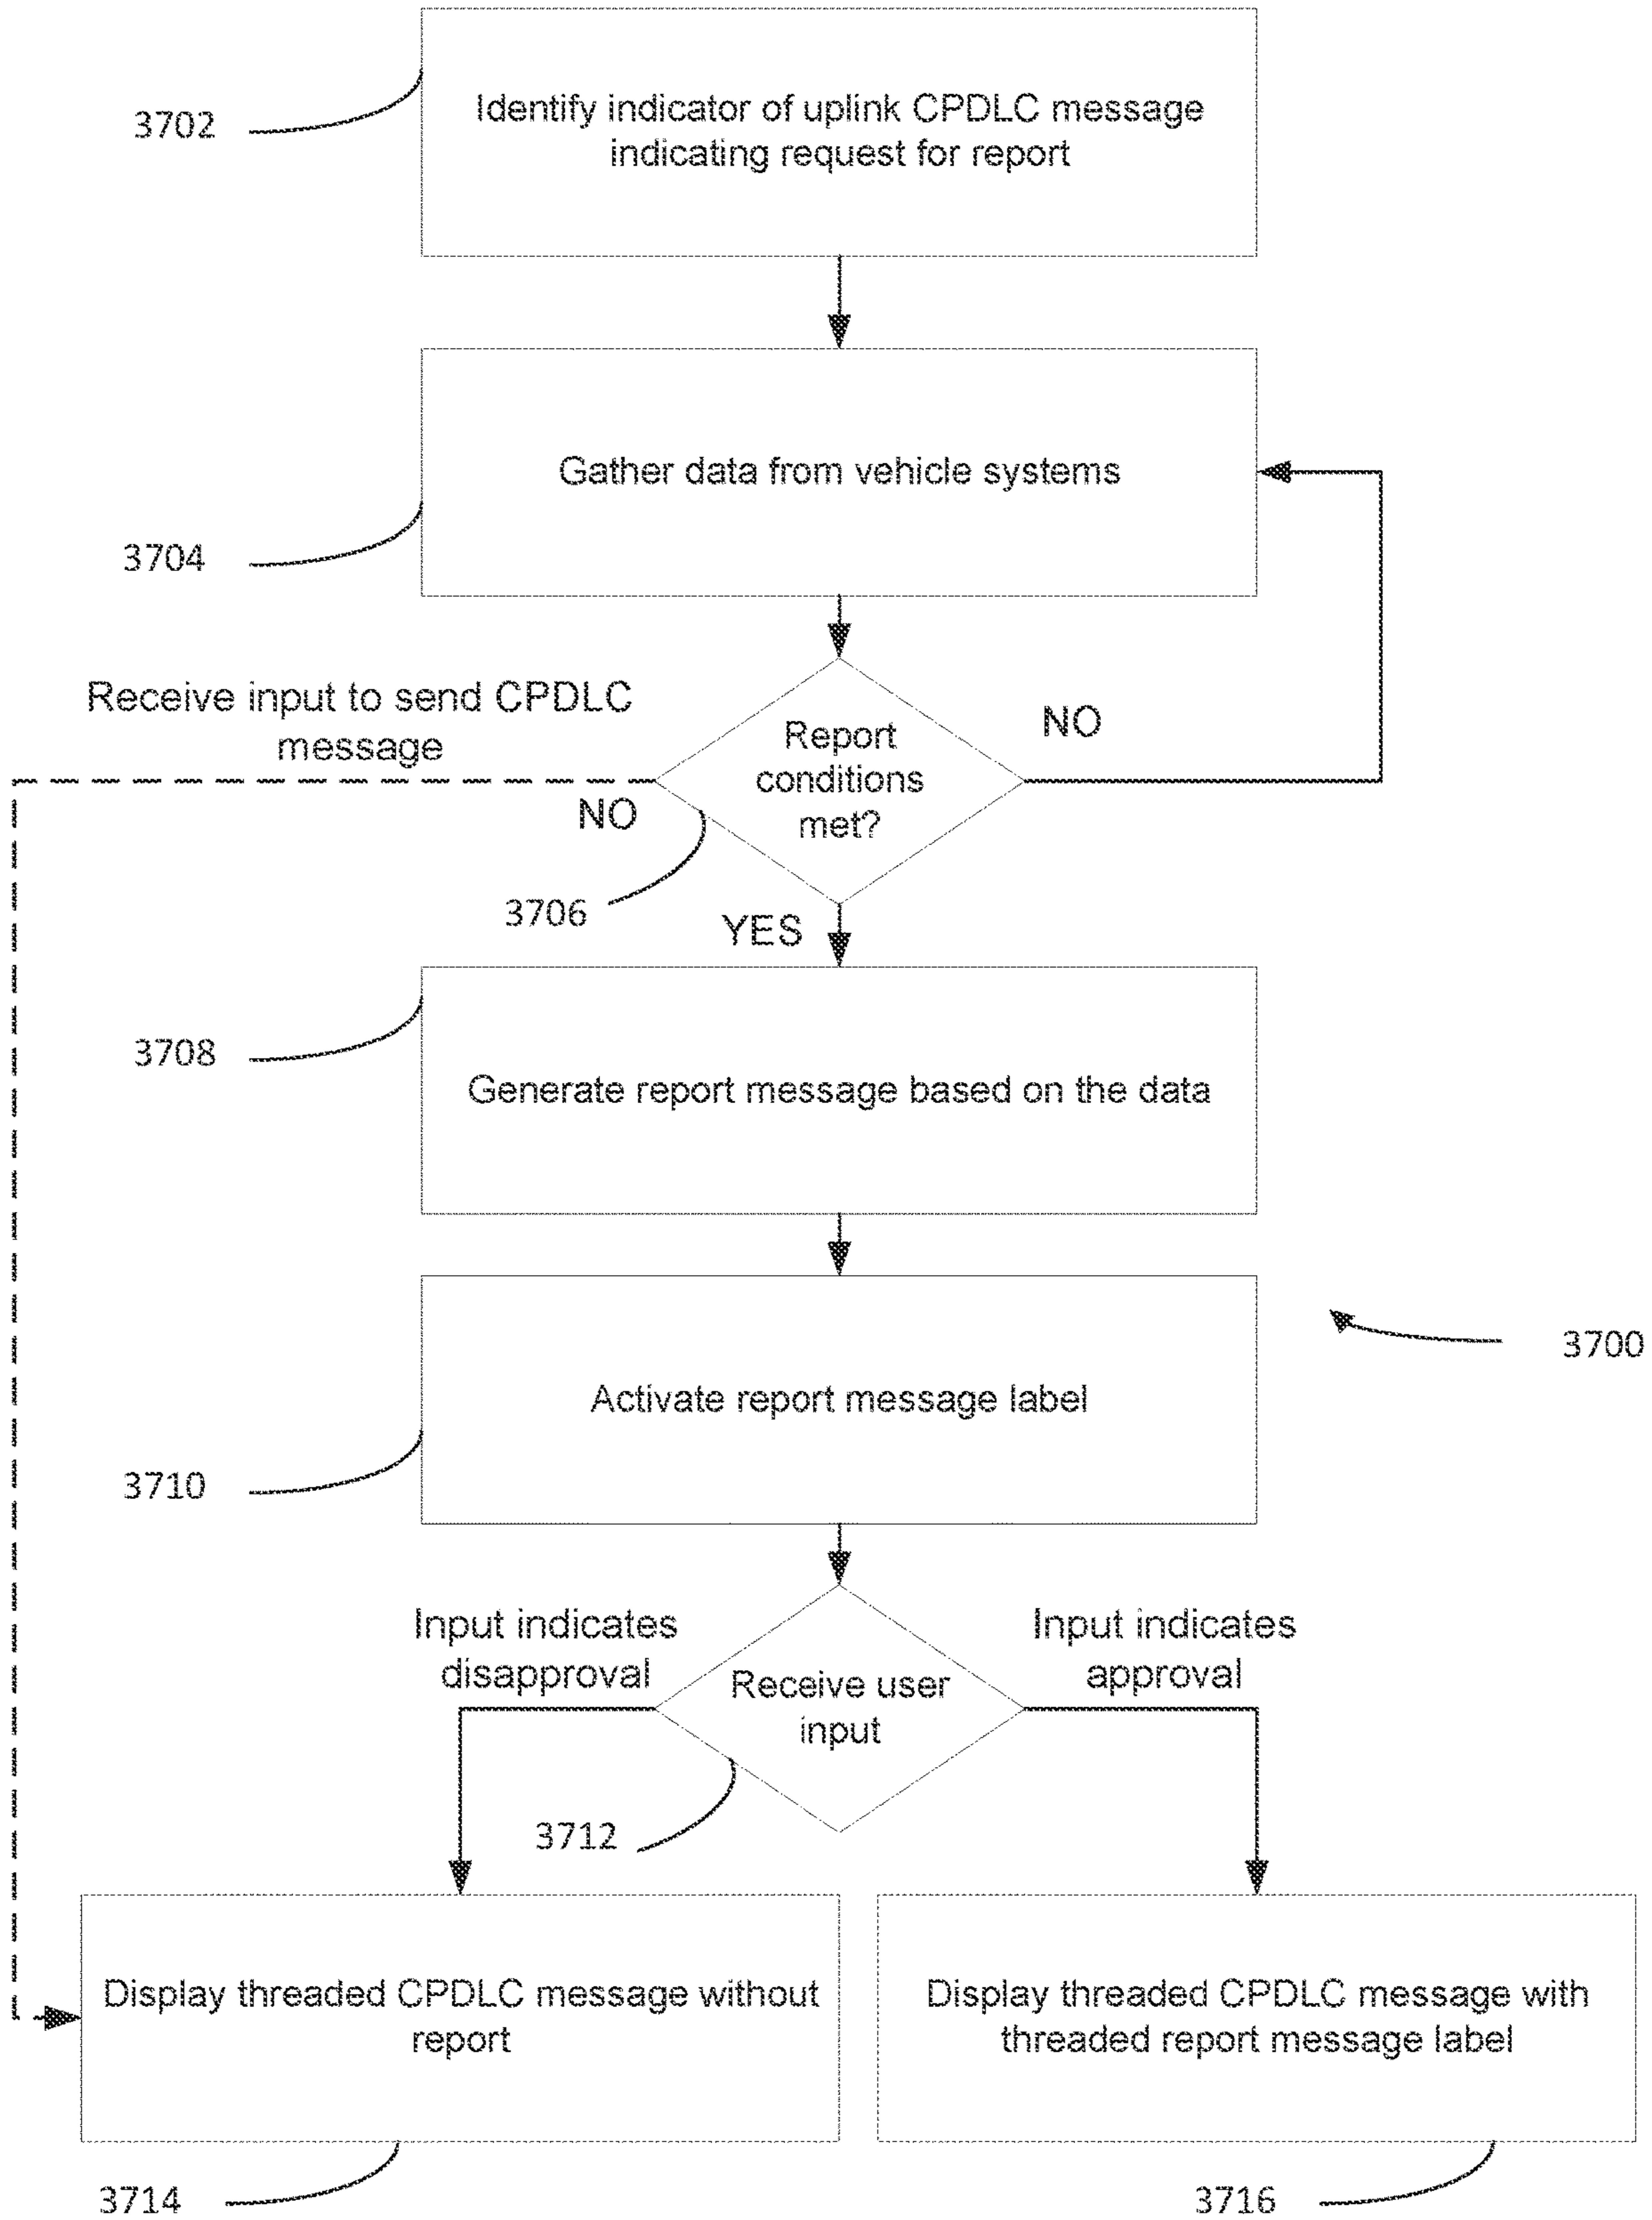 3702
Identify indicator of uplink CPDLC message
indicating request for report
Gather data from vehicle systems
3704
Receive input to send CPDLC
message
NO
Report
conditions
met?
NO
3706
YES
3708
Generate report message based on the data
3700
Activate report message label
3710
Input indicates
disapproval
Input indicates
approval
Receive user
input
3712
Display threaded CPDLC message without
report
Display threaded CPDLC message with
threaded report message label
3714
3716